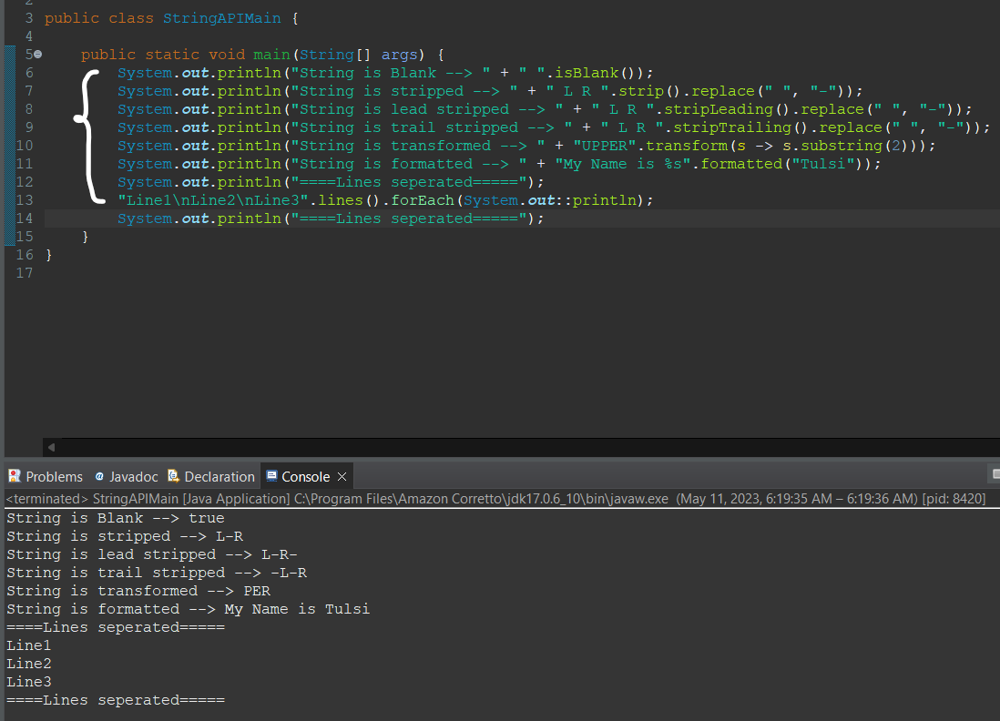 2
3 public class StringAPIMain {
4
5 public static void main(String[] args) {
6 System.out.println("String is Blank --> " + " ".isBlank());
7 System.out.println("String is stripped --> " + " L R ".strip().replace(" ", "-"));
8 System.out.println("String is lead stripped --> " + " L R ".stripLeading().replace(" ", "-"));
9 System.out.println("String is trail stripped --> " + " L R ".stripTrailing().replace(" ", "-"));
10 System.out.println("String is transformed --> " + "UPPER".transform(s -> s.substring(2)));
11 System.out.println("String is formatted --> " + "My Name is %s".formatted("Tulsi"));
12 System.out.println("====Lines seperated=====");
13 "Line1\nLine2\nLine3".lines().forEach(System.out::println);
14 System.out.println("====Lines seperated=====");
15 }
16 }
17
Problems @ Javadoc Declaration Console
<terminated> StringAPIMain [Java Application] C:\Program Files\Amazon Corretto\jdk17.0.6_10\bin\javaw.exe (May 11, 2023, 6:19:35 AM – 6:19:36 AM) [pid: 8420]
String is Blank --> true
String is stripped --> L-R
String is lead stripped --> L-R-
String is trail stripped --> -L-R
String is transformed --> PER
String is formatted --> My Name is Tulsi
====Lines seperated=====
Line1
Line2
Line3
====Lines seperated=====